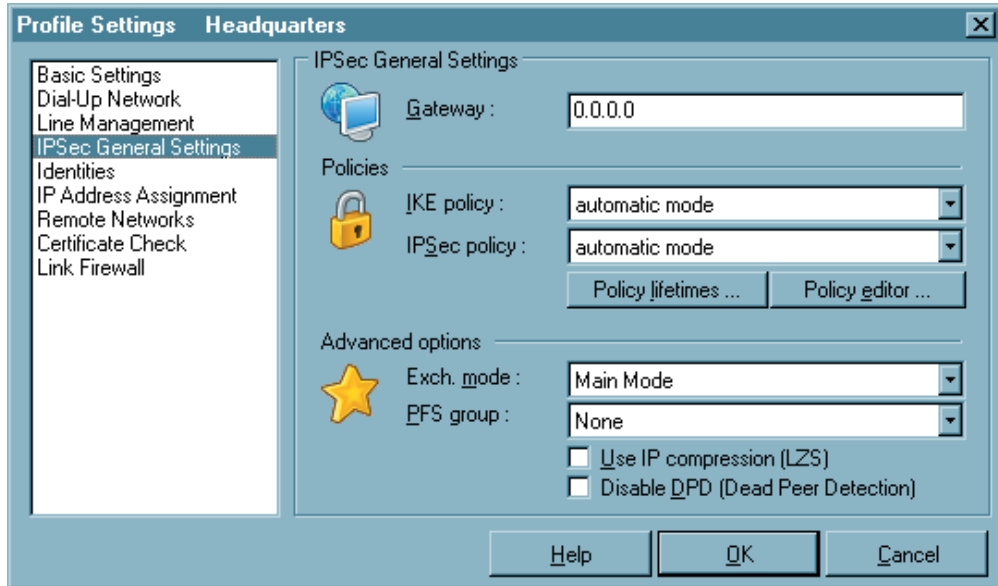 Profile Settings Headquarters
Basic Settings
Dial-Up Network
Line Management
IPSec General Settings
Identities
IP Address Assignment
Remote Networks
Certificate Check
Link Firewall
IPSec General Settings
Gateway : 0.0.0.0
Policies
IKE policy : automatic mode
IPSec policy : automatic mode
Policy lifetimes ... Policy editor ...
Advanced options
Exch. mode : Main Mode
PFS group : None
Use IP compression (LZS)
Disable DPD (Dead Peer Detection)
Help OK Cancel